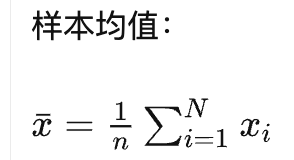 样本均值：
x̄ = 1/n ∑_{i=1}^{N} x_i